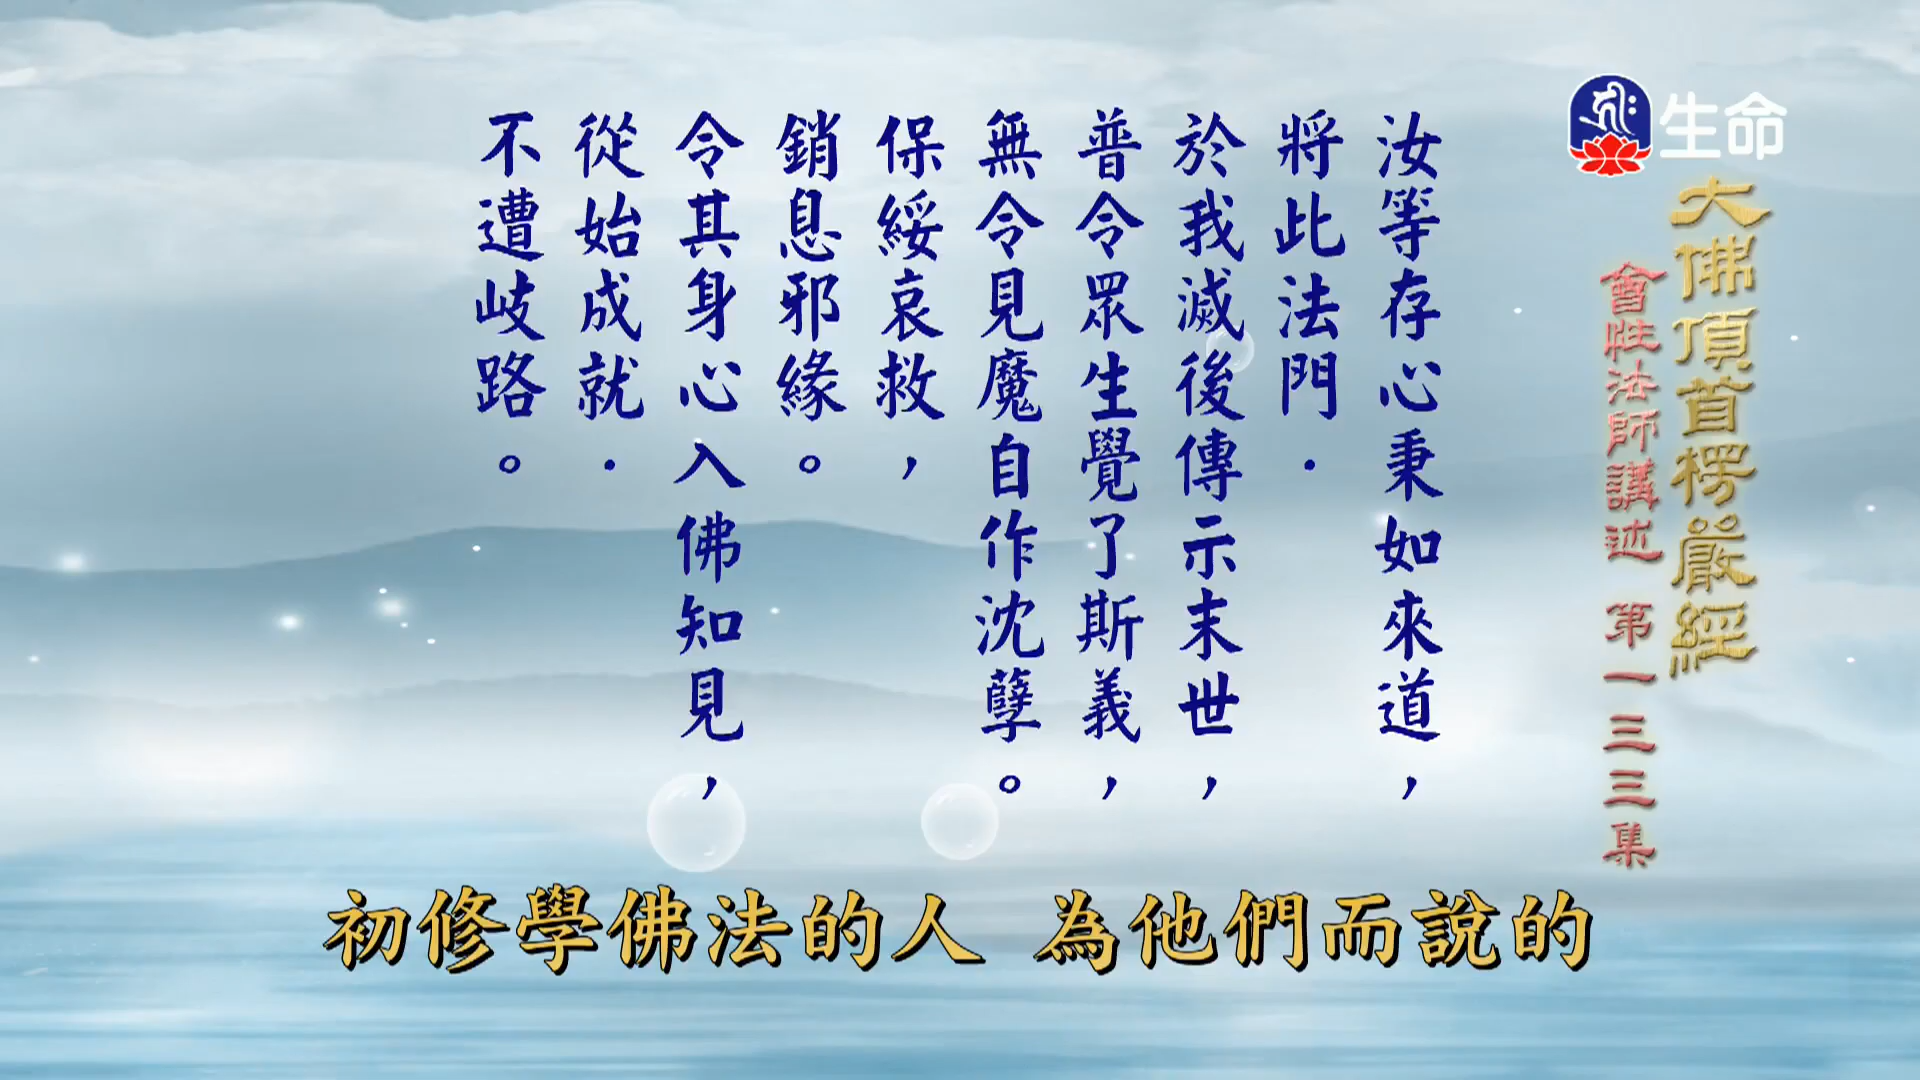 生命
大佛頂首楞嚴經
會性法師講述 第一三三集
汝等存心秉如來道，
將此法門．
於我滅後傳示末世，
普令眾生覺了斯義，
無令見魔自作沈孽。
保綏哀救，
銷息邪緣。
令其身心入佛知見，
從始成就．
不遭岐路。
初修學佛法的人 為他們而說的